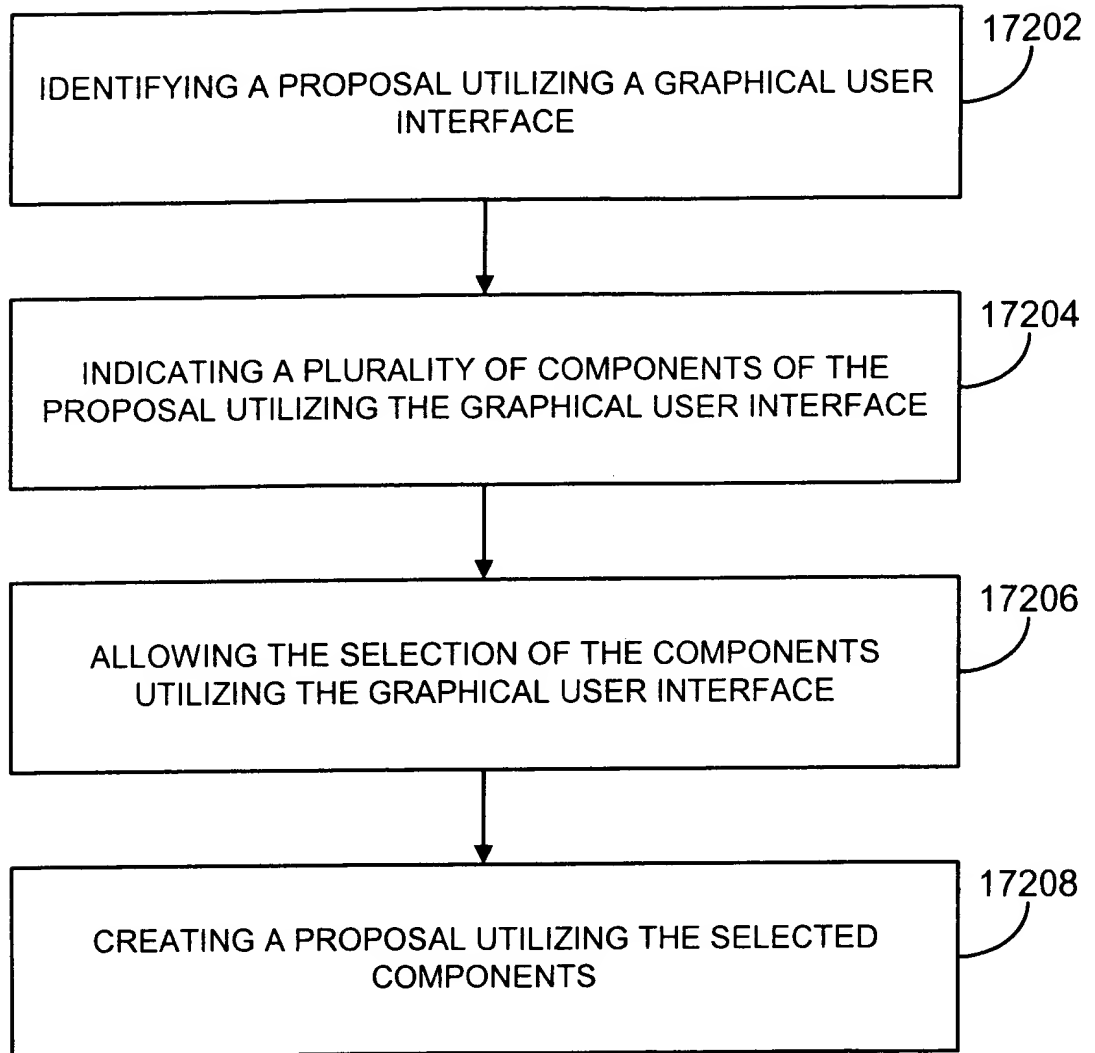 17202
IDENTIFYING A PROPOSAL UTILIZING A GRAPHICAL USER
INTERFACE
17204
INDICATING A PLURALITY OF COMPONENTS OF THE
PROPOSAL UTILIZING THE GRAPHICAL USER INTERFACE
17206
ALLOWING THE SELECTION OF THE COMPONENTS
UTILIZING THE GRAPHICAL USER INTERFACE
17208
CREATING A PROPOSAL UTILIZING THE SELECTED
COMPONENTS